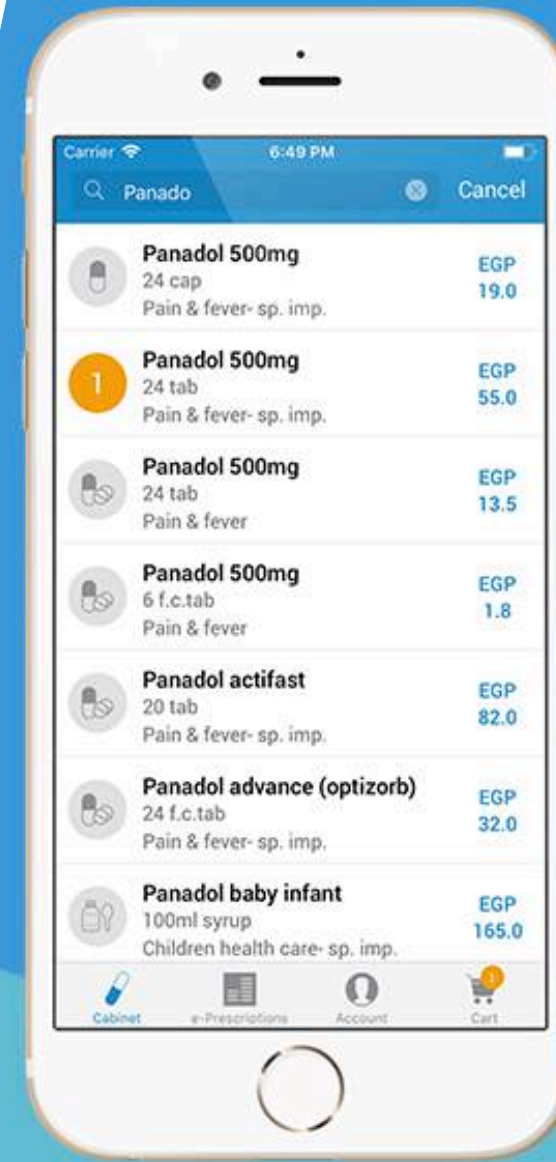 Carrier 6:49 PM
Panado Cancel
Panadol 500mg
24 cap
Pain & fever- sp. imp.
EGP
19.0
1
Panadol 500mg
24 tab
Pain & fever- sp. imp.
EGP
55.0
Panadol 500mg
24 tab
Pain & fever
EGP
13.5
Panadol 500mg
6 f.c.tab
Pain & fever
EGP
1.8
Panadol actifast
20 tab
Pain & fever- sp. imp.
EGP
82.0
Panadol advance (optizorb)
24 f.c.tab
Pain & fever- sp. imp.
EGP
32.0
Panadol baby infant
100ml syrup
Children health care- sp. imp.
EGP
165.0
1
Cabinet e-Prescriptions Account Cart